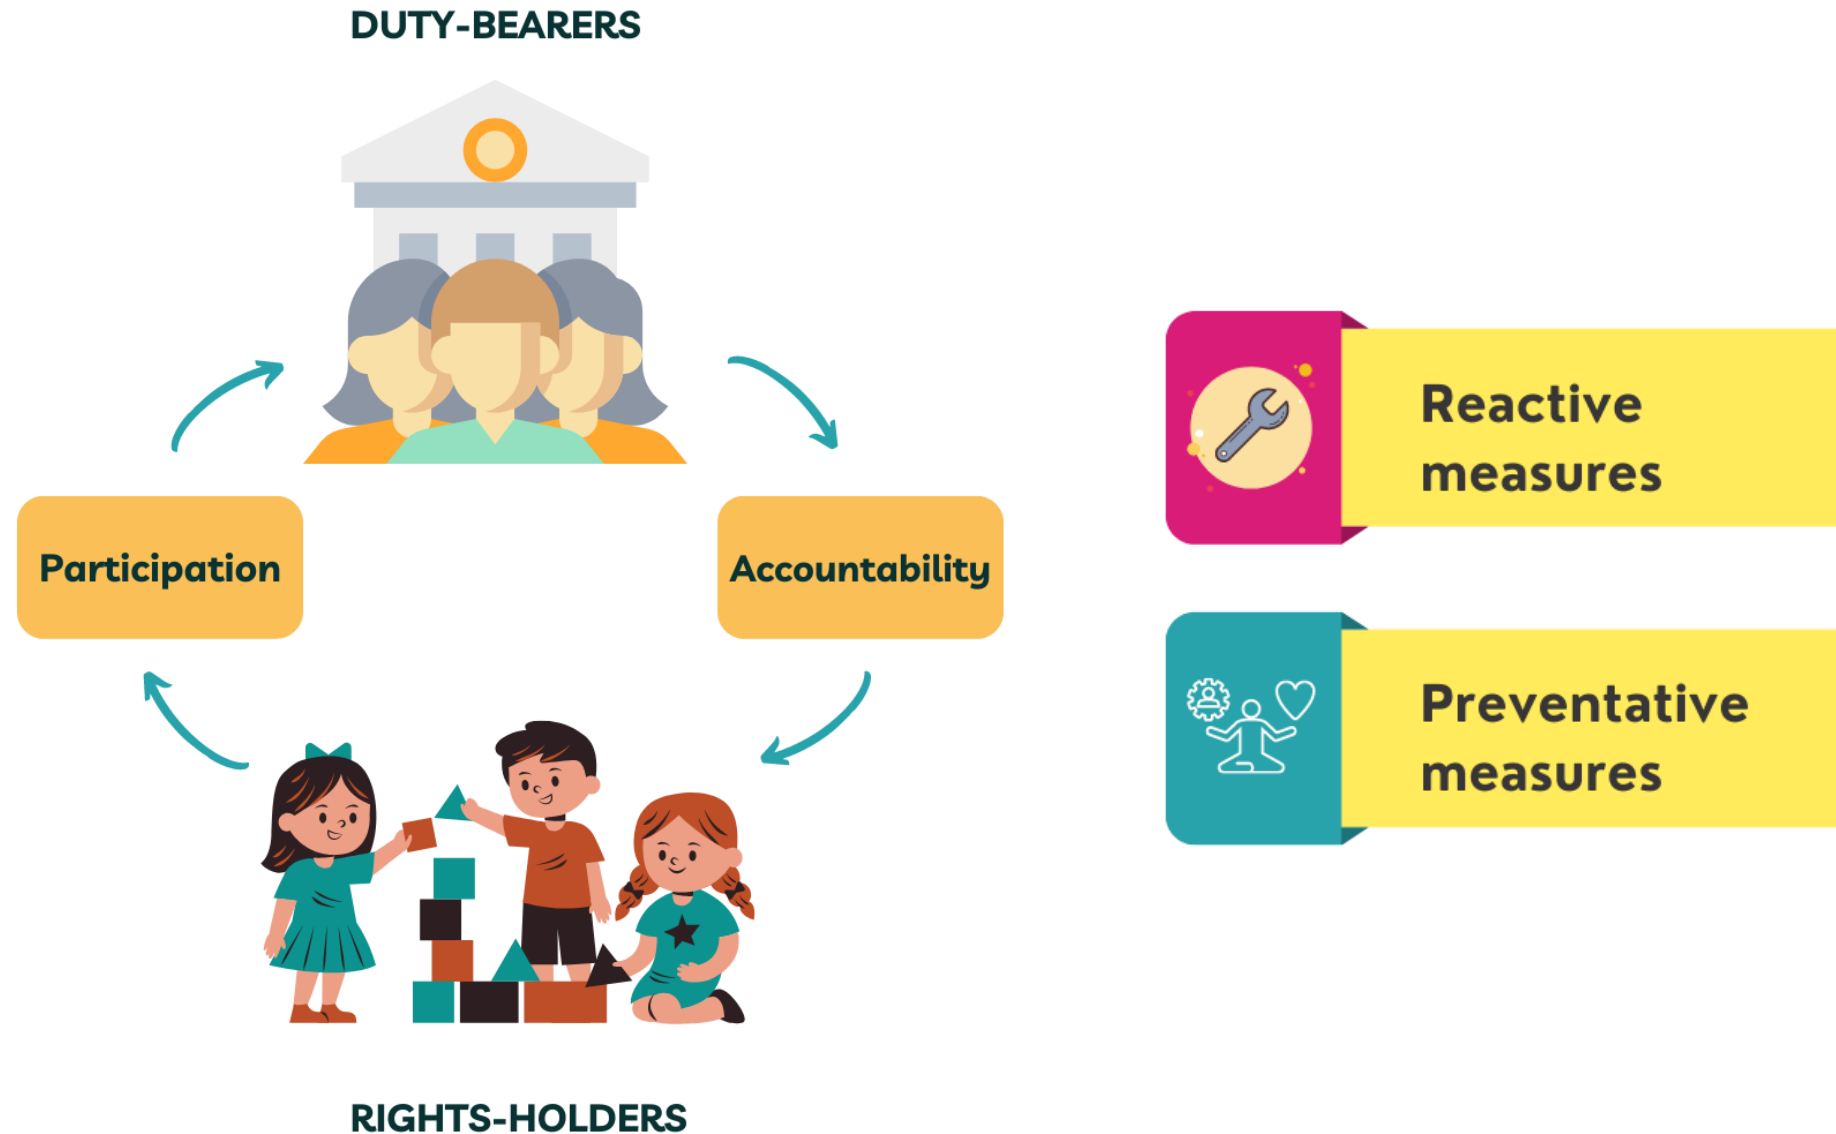 DUTY-BEARERS
Participation
Accountability
RIGHTS-HOLDERS
Reactive
measures
Preventative
measures